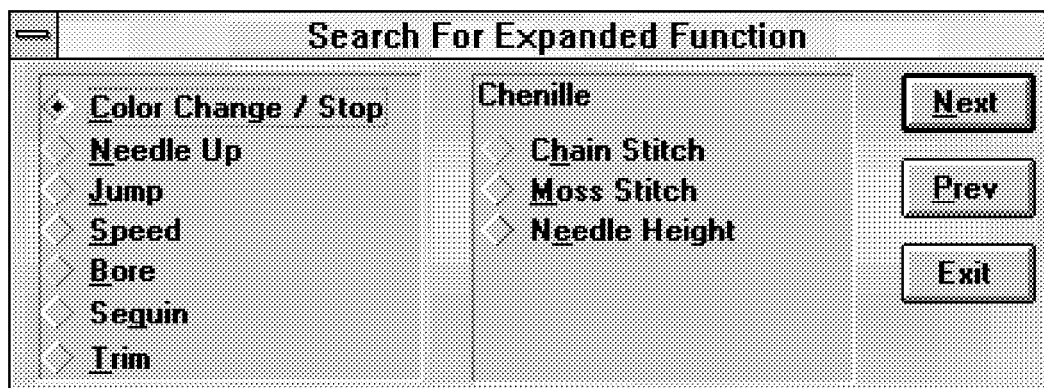 Search For Expanded Function
Color Change / Stop
Needle Up
Jump
Speed
Bore
Sequin
Trim
Chenille
Chain Stitch
Moss Stitch
Needle Height
Next
Prev
Exit